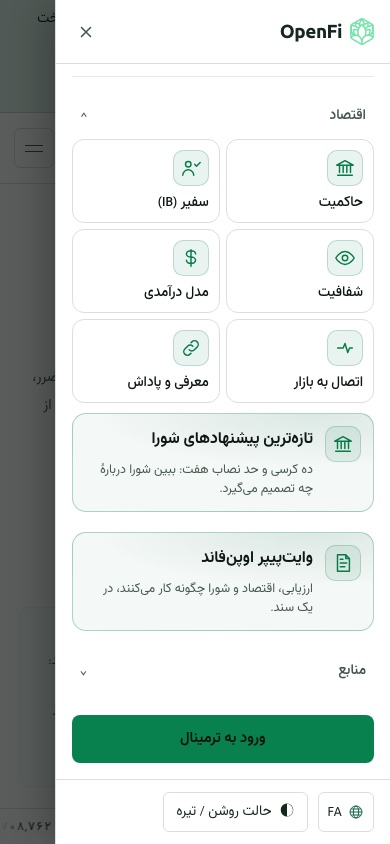 OpenFi
اقتصاد
حاکمیت
سفیر (IB)
شفافیت
مدل درآمدی
اتصال به بازار
معرفی و پاداش
تازه‌ترین پیشنهادهای شورا
ده کرسی و حد نصاب هفت: ببین شورا دربارهٔ
چه تصمیم می‌گیرد.
وایت‌پیپر اوپن‌فاند
ارزیابی، اقتصاد و شورا چگونه کار می‌کنند، در
یک سند.
منابع
ورود به ترمینال
FA
حالت روشن / تیره
ضرر،
از